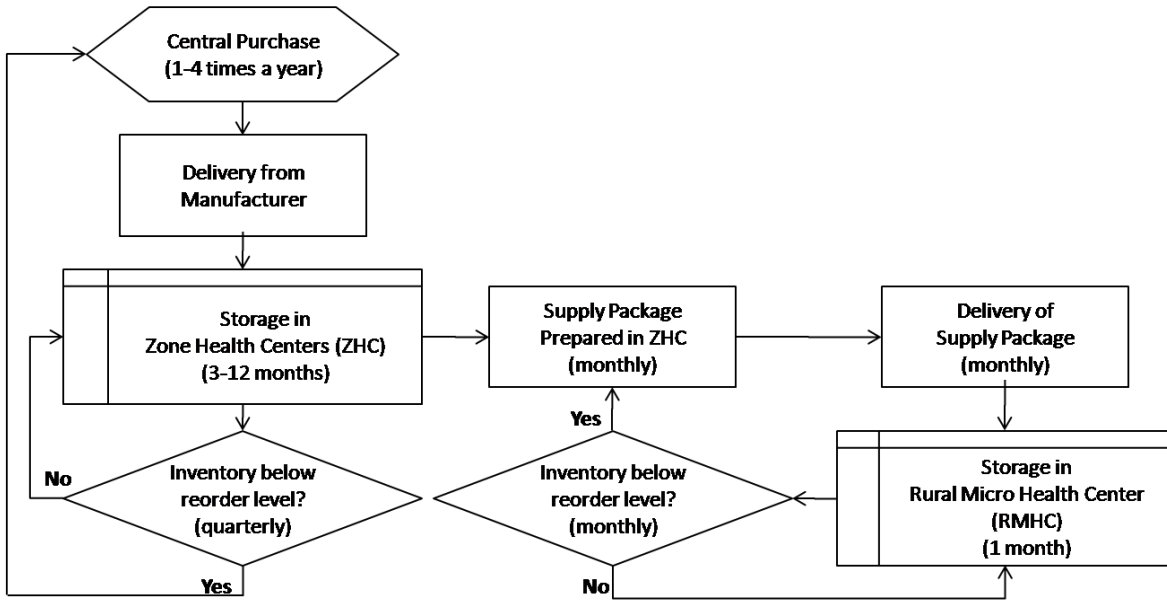 Central Purchase
(1-4 times a year)
Delivery from
Manufacturer
Storage in
Zone Health Centers (ZHC)
(3-12 months)
Supply Package
Prepared in ZHC
(monthly)
Delivery of
Supply Package
(monthly)
Yes
No
Inventory below
reorder level?
(quarterly)
Inventory below
reorder level?
(monthly)
Storage in
Rural Micro Health Center
(RMHC)
(1 month)
Yes
No